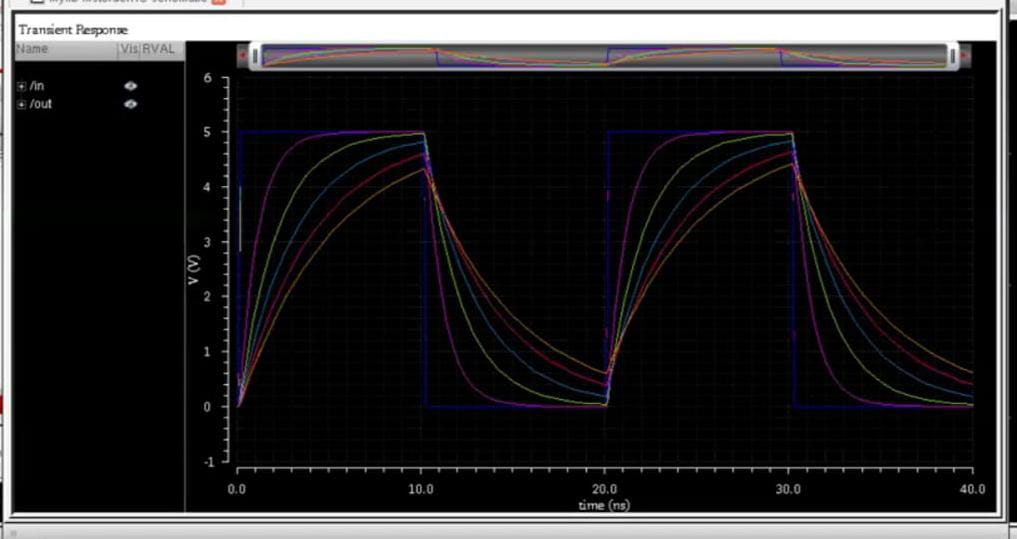 Transient Response
Name Vis RVAL
/in
/out
6
5
4
3
2
1
0
-1
V (V)
0.0 10.0 20.0 30.0 40.0
time (ns)